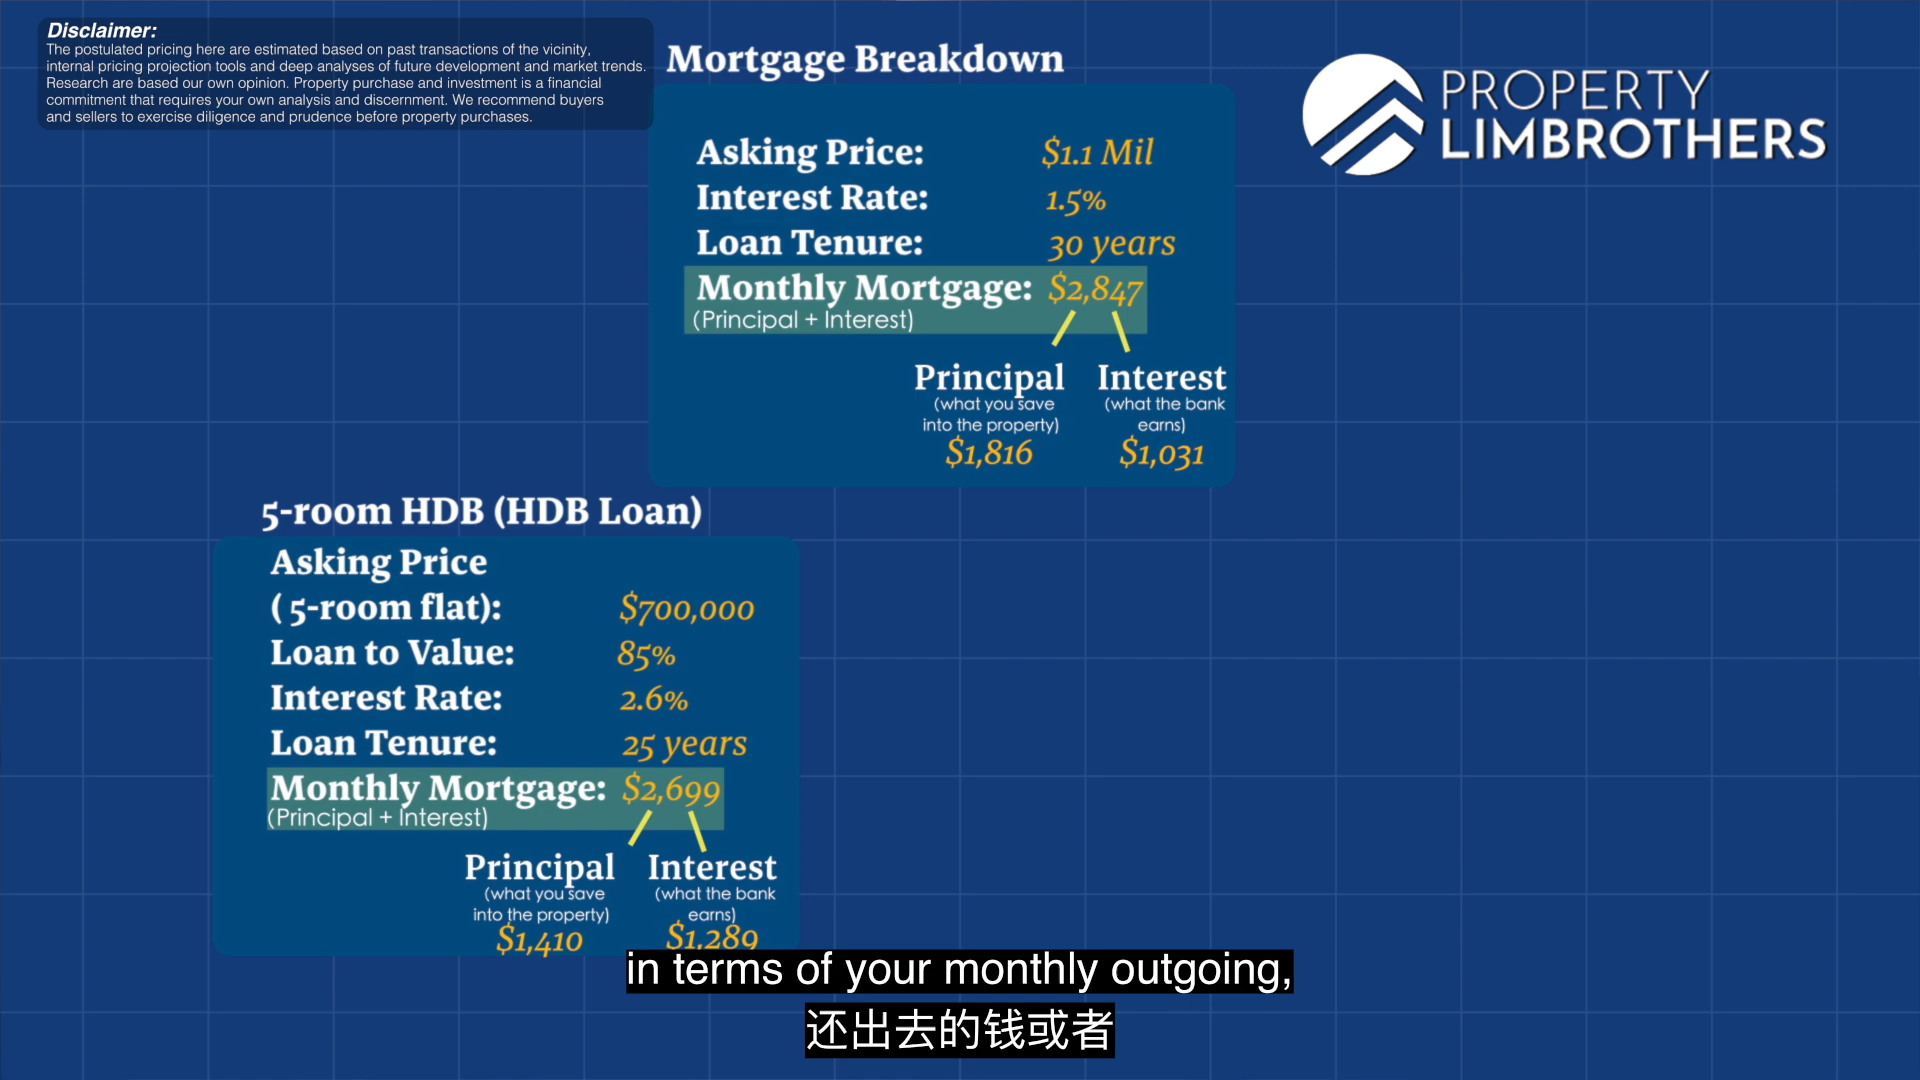 Disclaimer:
The postulated pricing here are estimated based on past transactions of the vicinity,
internal pricing projection tools and deep analyses of future development and market trends.
Research are based our own opinion. Property purchase and investment is a financial
commitment that requires your own analysis and discernment. We recommend buyers
and sellers to exercise diligence and prudence before property purchases.
Mortgage Breakdown
PROPERTY
LIMBROTHERS
Asking Price: $1.1 Mil
Interest Rate: 1.5%
Loan Tenure: 30 years
Monthly Mortgage: $2,847
(Principal + Interest)
Principal Interest
(what you save (what the bank
into the property) earns)
$1,816 $1,031
5-room HDB (HDB Loan)
Asking Price
( 5-room flat): $700,000
Loan to Value: 85%
Interest Rate: 2.6%
Loan Tenure: 25 years
Monthly Mortgage: $2,699
(Principal + Interest)
Principal Interest
(what you save (what the bank
into the property) earns)
$1,410 $1,289
in terms of your monthly outgoing,
还出去的钱或者